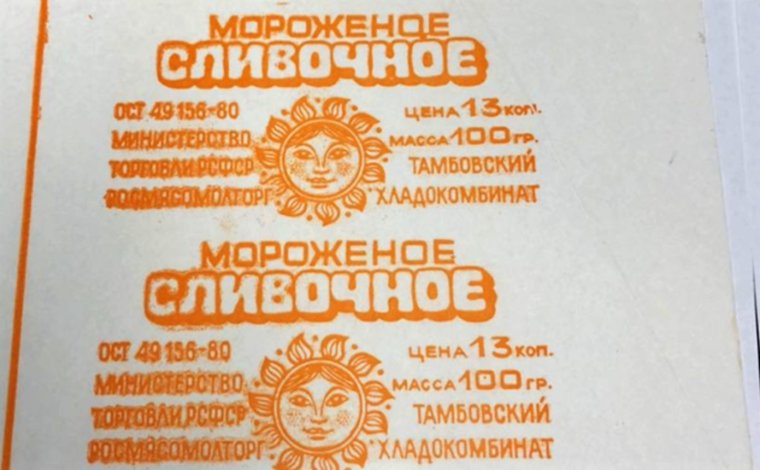 МОРОЖЕНОЕ
СЛИВОЧНОЕ
ОСТ 49 156-80
МИНИСТЕРСТВО
ТОРГОВЛИ РСФСР
РОСМЯСОМОЛТОРГ
ЦЕНА 13 КОП.
МАССА 100 ГР.
ТАМБОВСКИЙ
ХЛАДОКОМБИНАТ
МОРОЖЕНОЕ
СЛИВОЧНОЕ
ОСТ 49 156-80
МИНИСТЕРСТВО
ТОРГОВЛИ РСФСР
РОСМЯСОМОЛТОРГ
ЦЕНА 13 КОП.
МАССА 100 ГР.
ТАМБОВСКИЙ
ХЛАДОКОМБИНАТ